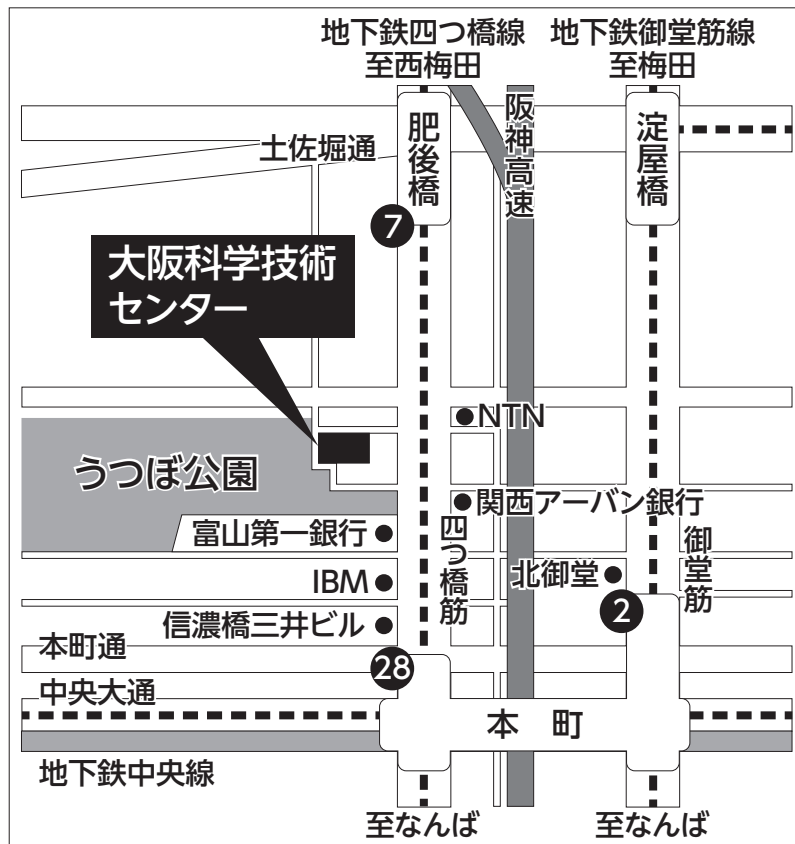 地下鉄四つ橋線
至西梅田
地下鉄御堂筋線
至梅田
土佐堀通
肥後橋
阪神高速
淀屋橋
7
大阪科学技術
センター
NTN
うつぼ公園
関西アーバン銀行
富山第一銀行
四つ橋筋
御堂筋
IBM
北御堂
2
信濃橋三井ビル
本町通
28
中央大通
本 町
地下鉄中央線
至なんば
至なんば